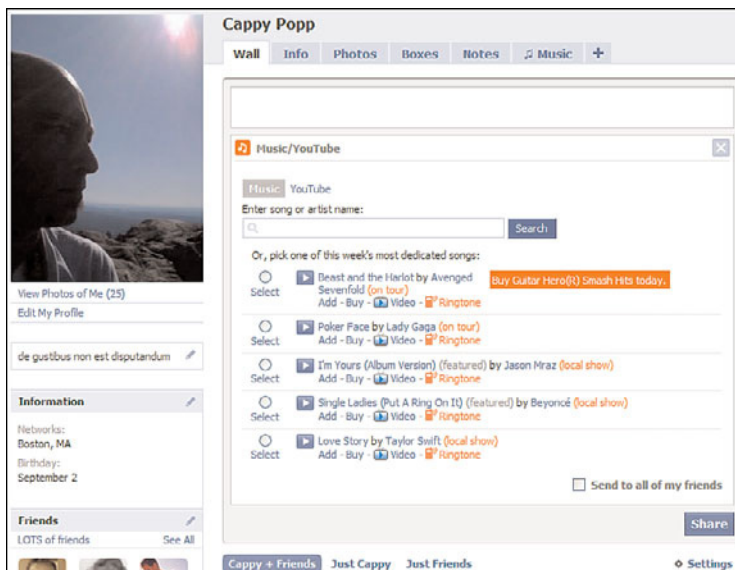 Cappy Popp
Wall Info Photos Boxes Notes Music +
Music/YouTube
Music YouTube
Enter song or artist name:
Search
Or, pick one of this week's most dedicated songs:
Select
Beast and the Harlot by Avenged
Sevenfold (on tour)
Add - Buy - Video - Ringtone
Buy Guitar Hero(R) Smash Hits today.
Select
Poker Face by Lady Gaga (on tour)
Add - Buy - Video - Ringtone
Select
I'm Yours (Album Version) (featured) by Jason Mraz (local show)
Add - Buy - Video - Ringtone
Select
Single Ladies (Put A Ring On It) (featured) by Beyoncé (local show)
Add - Buy - Video - Ringtone
Select
Love Story by Taylor Swift (local show)
Add - Buy - Video - Ringtone
Send to all of my friends
Share
Cappy + Friends Just Cappy Just Friends Settings
View Photos of Me (25)
Edit My Profile
de gustibus non est disputandum
Information
Networks:
Boston, MA
Birthday:
September 2
Friends
LOTS of friends See All